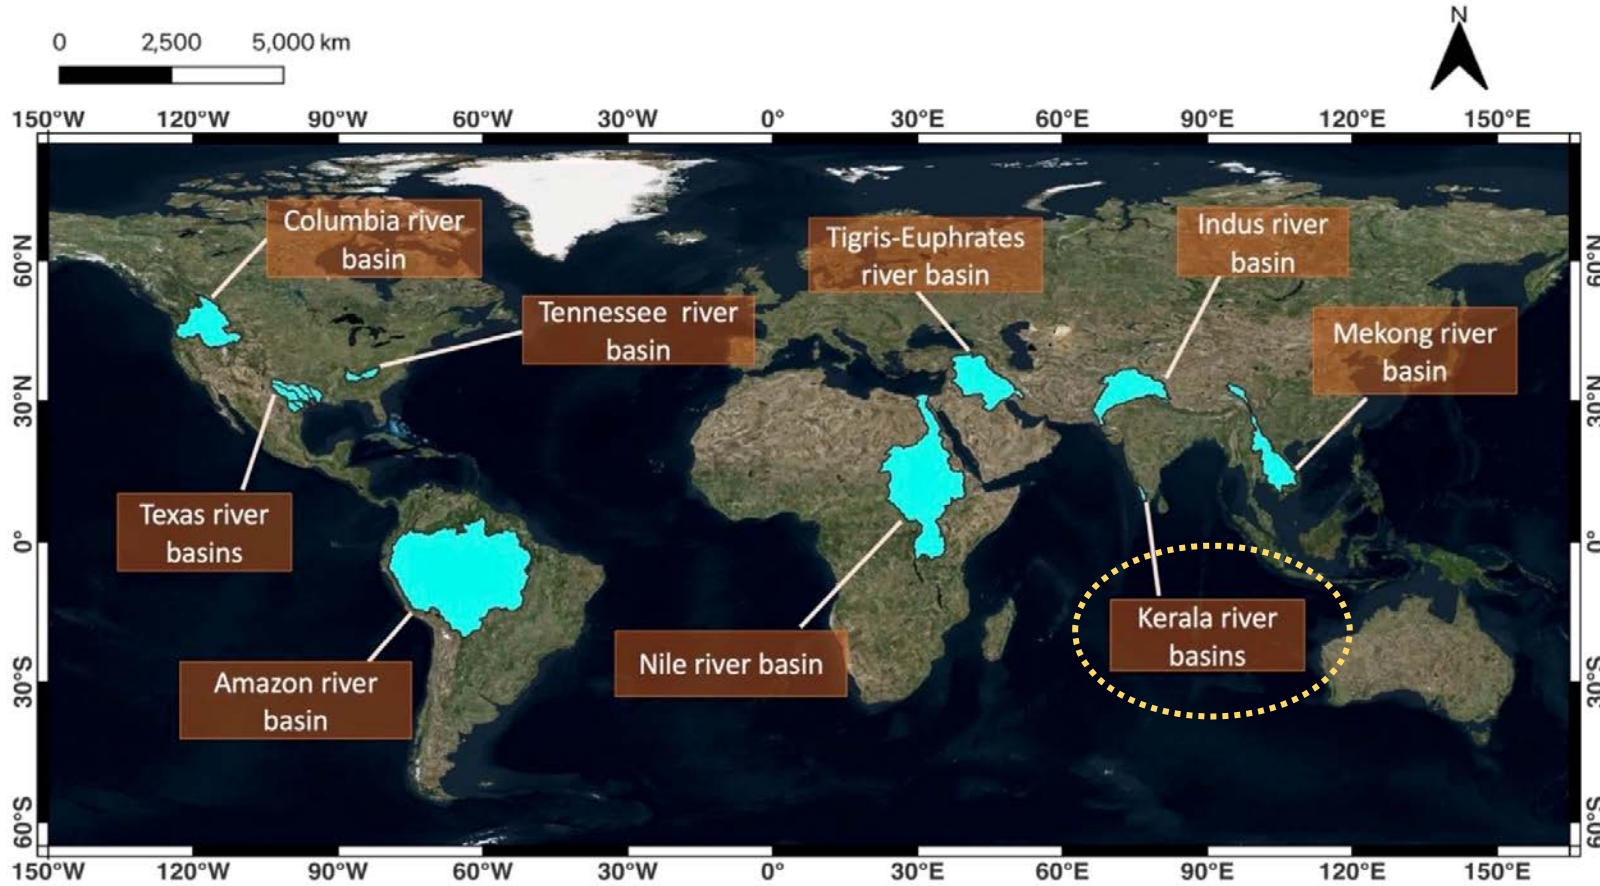 N
0 2,500 5,000 km
150°W 120°W 90°W 60°W 30°W 0° 30°E 60°E 90°E 120°E 150°E
60°N
30°N
0°
30°S
60°S
Columbia river
basin
Tennessee river
basin
Tigris-Euphrates
river basin
Indus river
basin
Mekong river
basin
Texas river
basins
Amazon river
basin
Nile river basin
Kerala river
basins
60°N
30°N
0°
30°S
60°S
150°W 120°W 90°W 60°W 30°W 0° 30°E 60°E 90°E 120°E 150°E